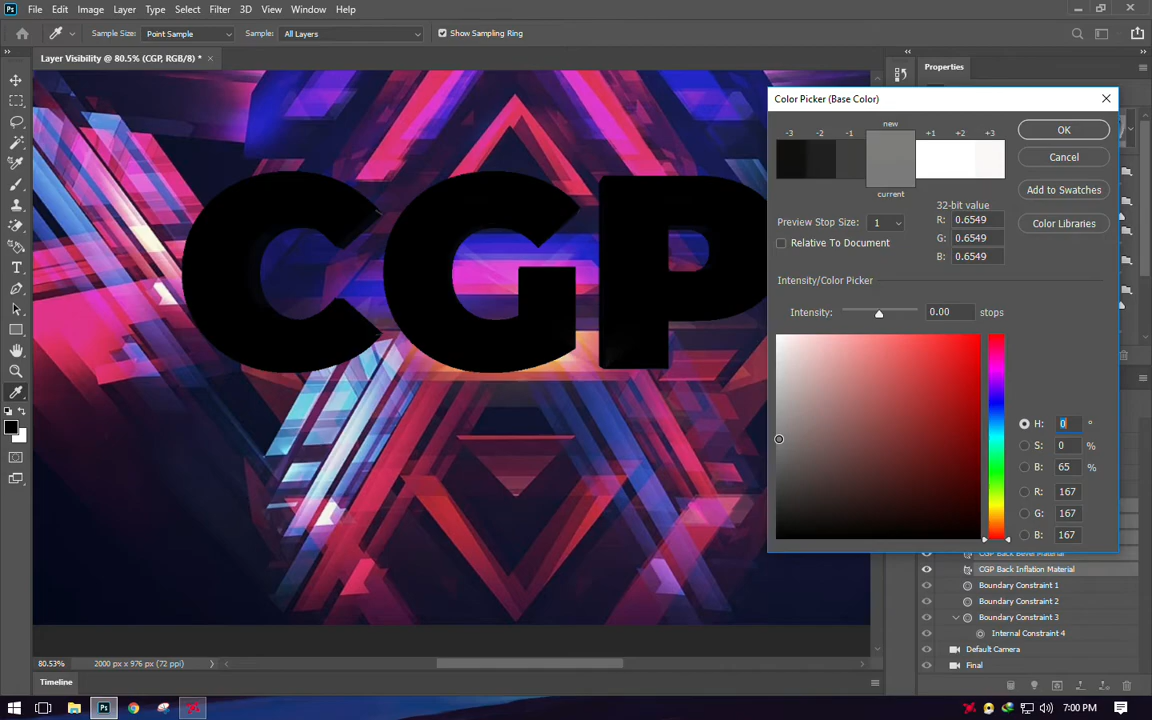 File Edit Image Layer Type Select Filter 3D View Window Help
Sample Size: Point Sample Sample: All Layers Show Sampling Ring
Layer Visibility @ 80.5% (CGP, RGB/8) *
Properties
CGP
Color Picker (Base Color)
new
-3 -2 -1 +1 +2 +3
current
OK
Cancel
Add to Swatches
Color Libraries
32-bit value
R: 0.6549
G: 0.6549
B: 0.6549
Preview Stop Size: 1
Relative To Document
Intensity/Color Picker
Intensity: 0.00 stops
H: 0 °
S: 0 %
B: 65 %
R: 167
G: 167
B: 167
CGP Back Bevel Material
CGP Back Inflation Material
Boundary Constraint 1
Boundary Constraint 2
Boundary Constraint 3
Internal Constraint 4
Default Camera
Final
80.53% 2000 px x 976 px (72 ppi)
Timeline
7:00 PM